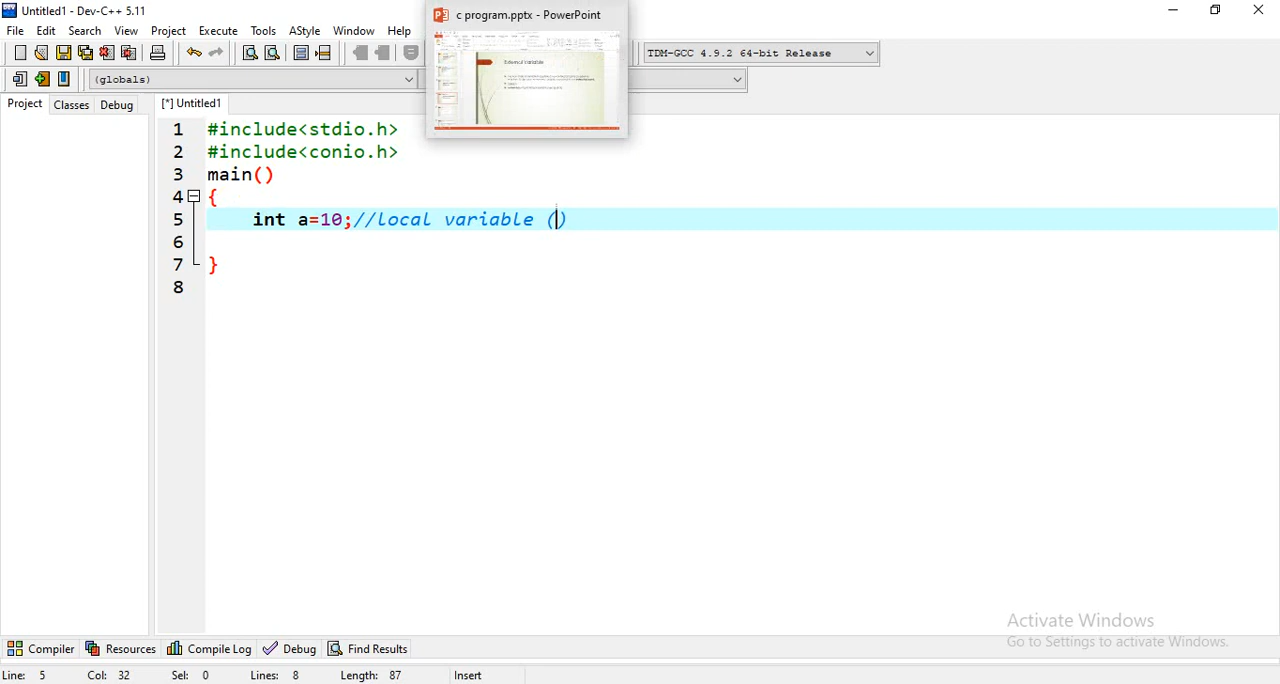 Untitled1 - Dev-C++ 5.11
c program.pptx - PowerPoint
File Edit Search View Project Execute Tools AStyle Window Help
TDM-GCC 4.9.2 64-bit Release
(globals)
External Variable
Project Classes Debug
[*] Untitled1
1 #include<stdio.h>
2 #include<conio.h>
3 main()
4 {
5 int a=10;//local variable ()
6
7 }
8
Activate Windows
Go to Settings to activate Windows.
Compiler Resources Compile Log Debug Find Results
Line: 5 Col: 32 Sel: 0 Lines: 8 Length: 87 Insert